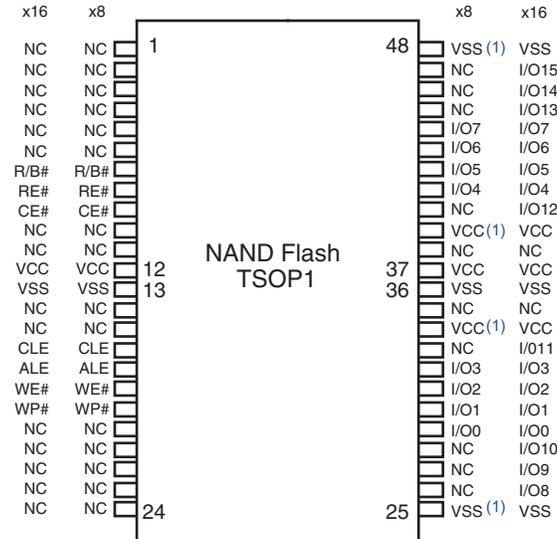 x16 x8 x8 x16
NC NC 1 48 VSS (1) VSS
NC NC NC I/O15
NC NC NC I/O14
NC NC NC I/O13
NC NC I/O7 I/O7
NC NC I/O6 I/O6
R/B# R/B# I/O5 I/O5
RE# RE# I/O4 I/O4
CE# CE# NC I/O12
NC NC VCC (1) VCC
NC NC NAND Flash NC NC
VCC VCC 12 TSOP1 37 VCC VCC
VSS VSS 13 36 VSS VSS
NC NC NC NC
NC NC VCC (1) VCC
CLE CLE NC I/011
ALE ALE I/O3 I/O3
WE# WE# I/O2 I/O2
WP# WP# I/O1 I/O1
NC NC I/O0 I/O0
NC NC NC I/O10
NC NC NC I/O9
NC NC NC I/O8
NC NC 24 25 VSS (1) VSS